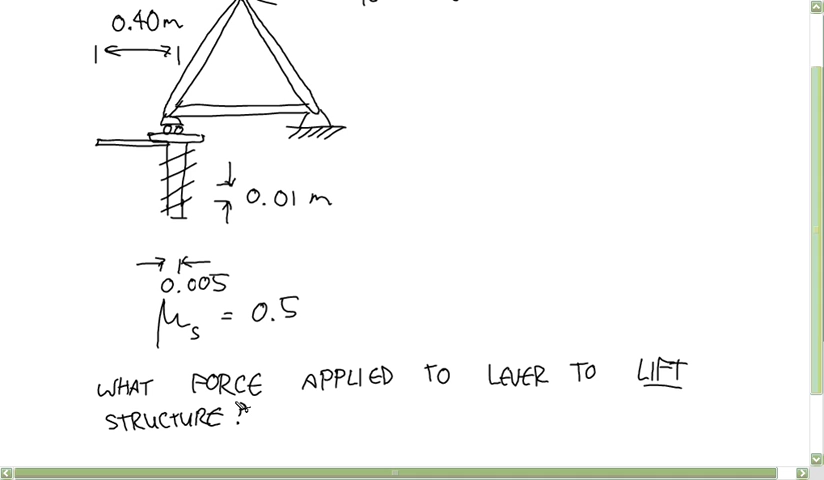 0.40m
0.01 m
0.005
μs = 0.5
WHAT FORCE APPLIED TO LEVER TO LIFT
STRUCTURE?